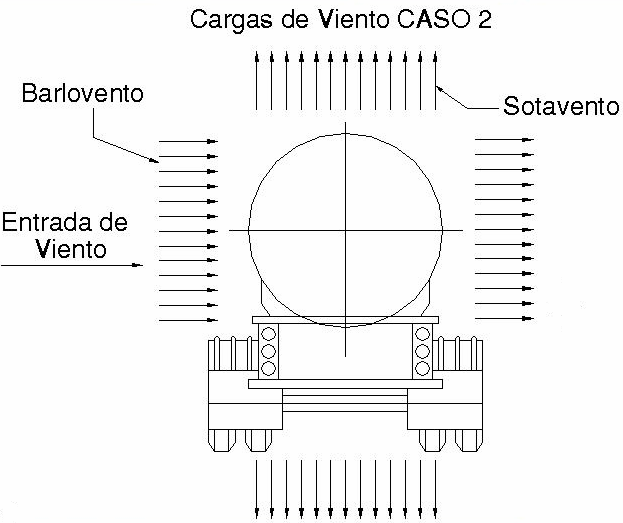 Cargas de Viento CASO 2
Barlovento
Sotavento
Entrada de
Viento